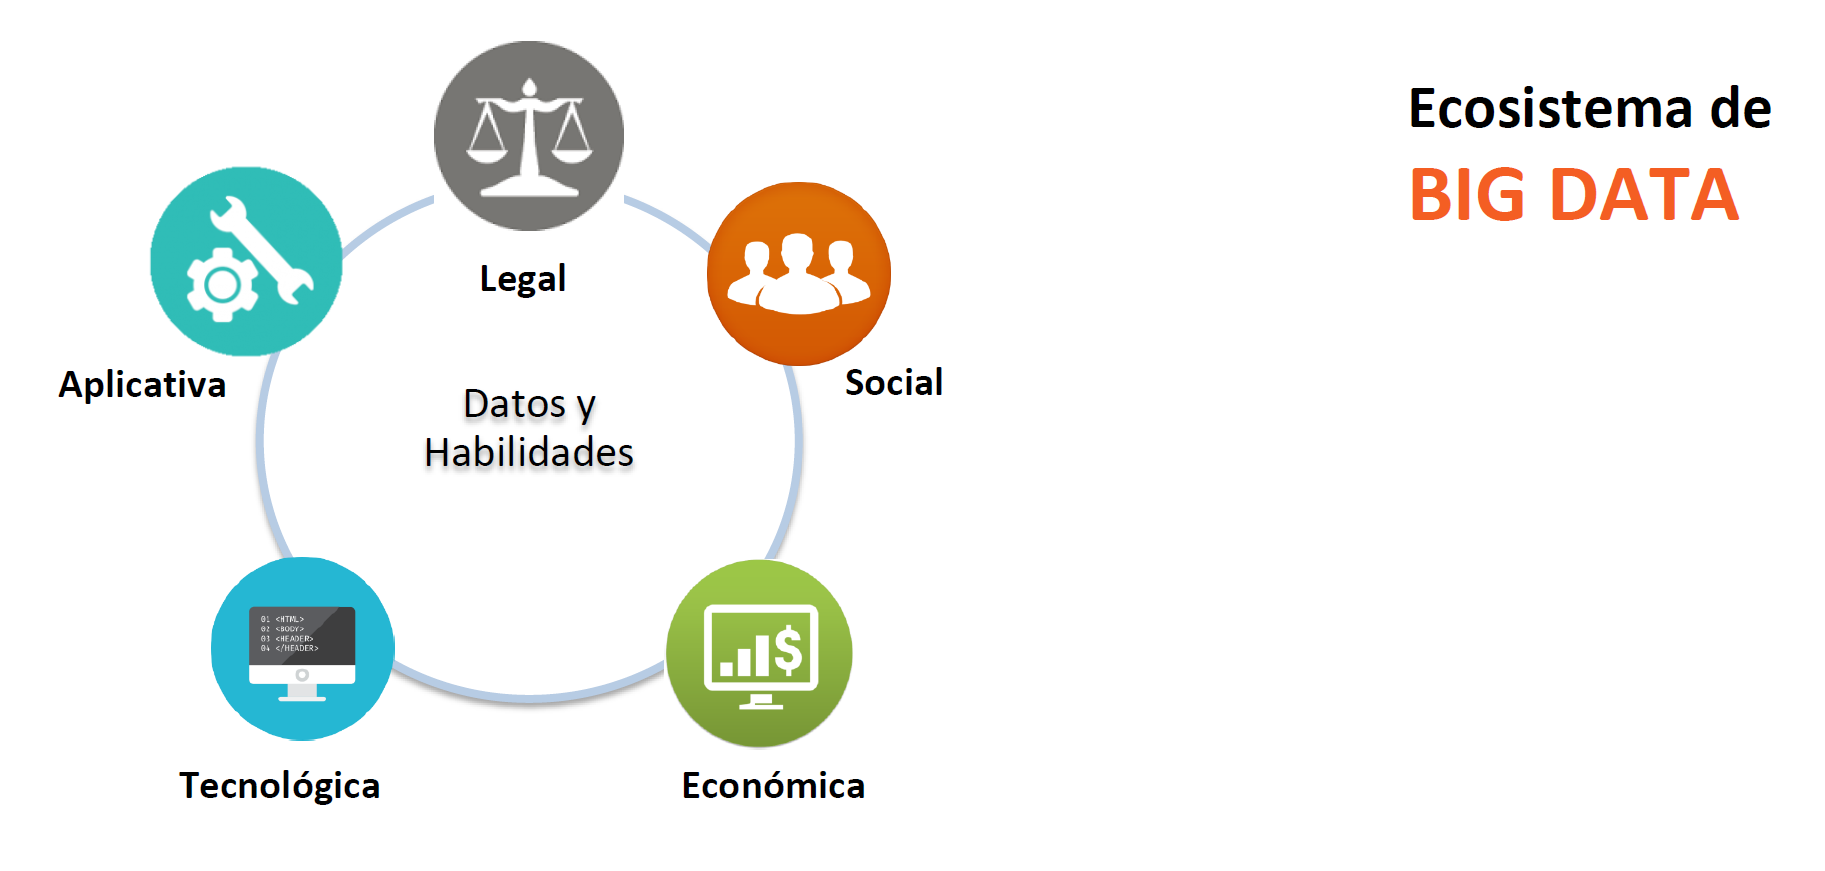 Ecosistema de
BIG DATA
Legal
Social
Aplicativa
Datos y
Habilidades
01 <HTML>
02 <BODY>
03 <HEADER>
04 </HEADER>
$
Tecnológica
Económica